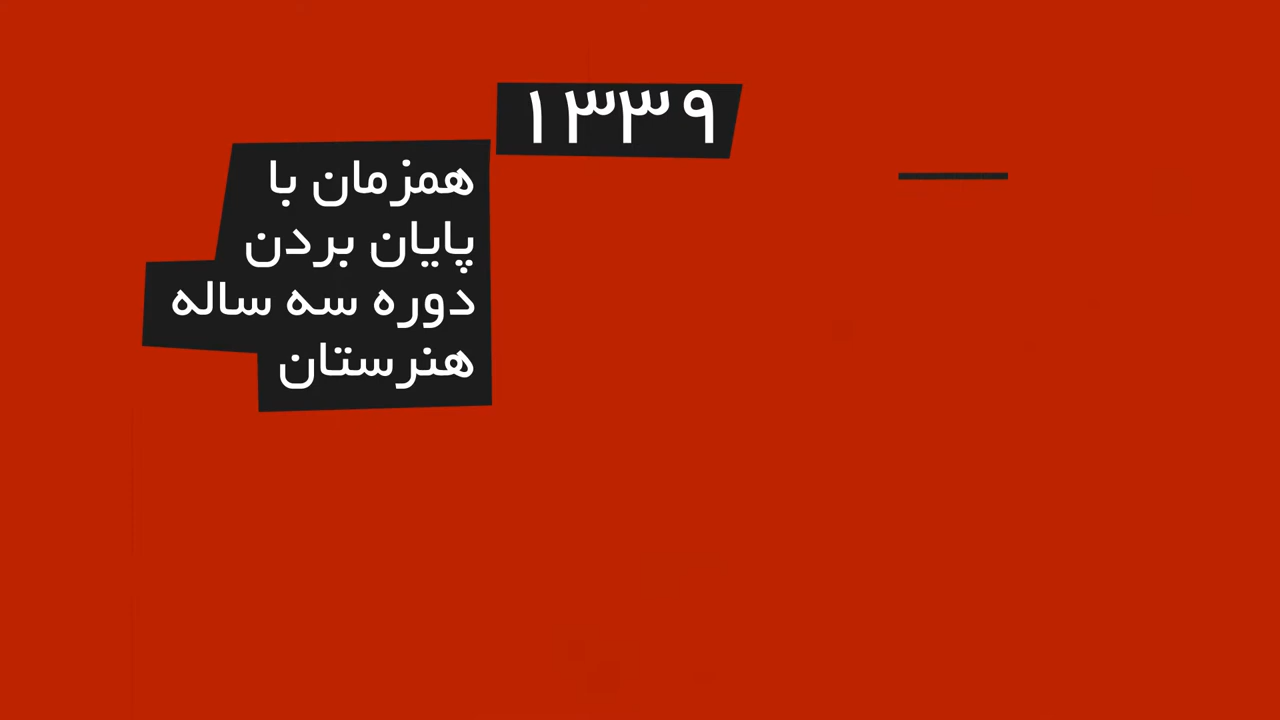 ۱۳۳۹
همزمان با
پایان بردن
دوره سه ساله
هنرستان